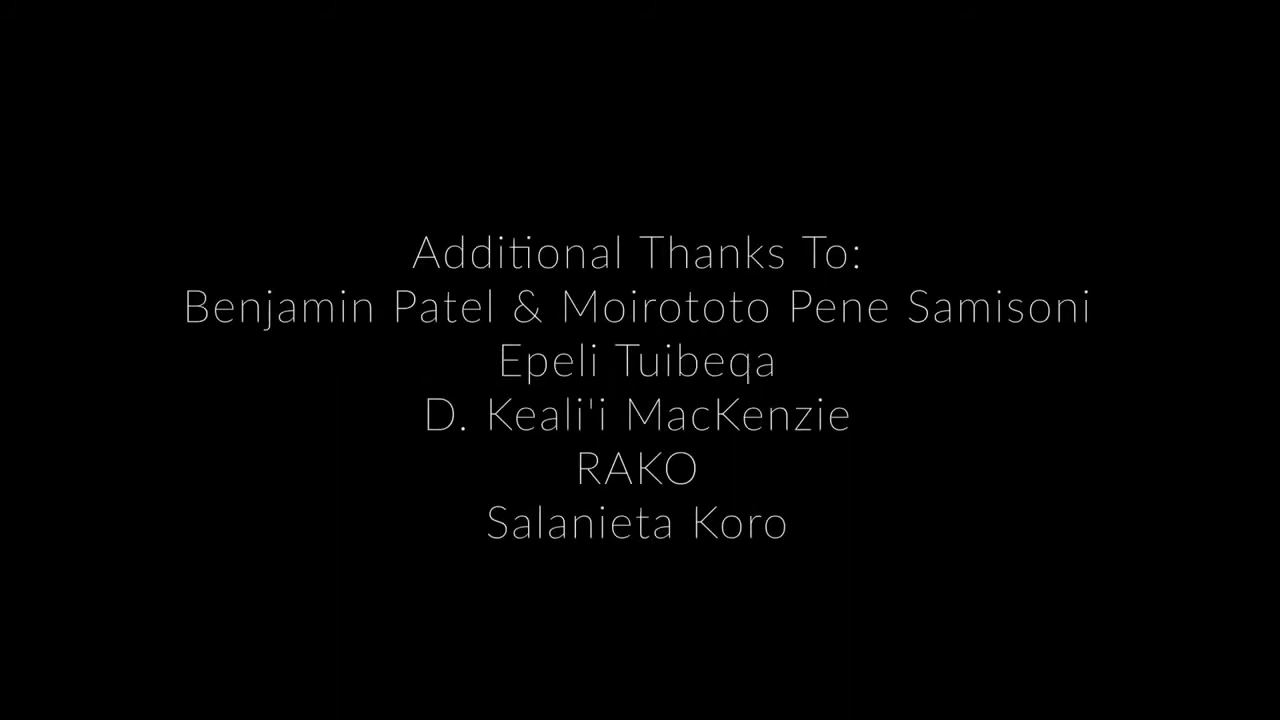 Additional Thanks To:
Benjamin Patel & Moirototo Pene Samisoni
Epeli Tuibeqa
D. Keali'i MacKenzie
RAKO
Salanieta Koro